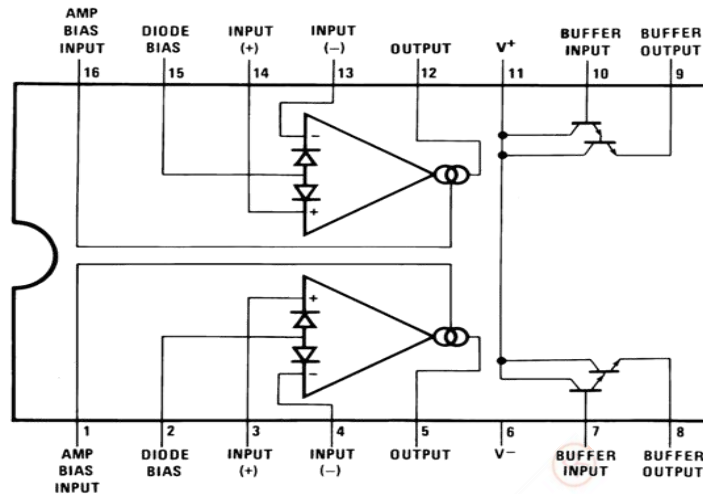 AMP
BIAS
INPUT
DIODE
BIAS
INPUT
(+)
INPUT
(−)
OUTPUT
V+
BUFFER
INPUT
BUFFER
OUTPUT
16 15 14 13 12 11 10 9
−
+
+
−
1 2 3 4 5 6 7 8
AMP
BIAS
INPUT
DIODE
BIAS
INPUT
(+)
INPUT
(−)
OUTPUT
V−
BUFFER
INPUT
BUFFER
OUTPUT